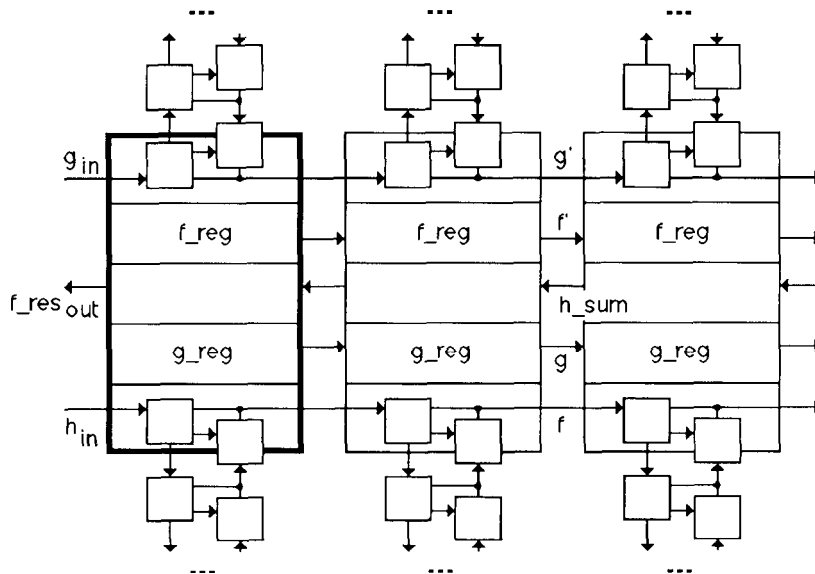 ... ... ...
g_in g' 
f_reg f_reg f' f_reg
f_res_out h_sum
g_reg g_reg g g_reg
h_in f
... ... ...